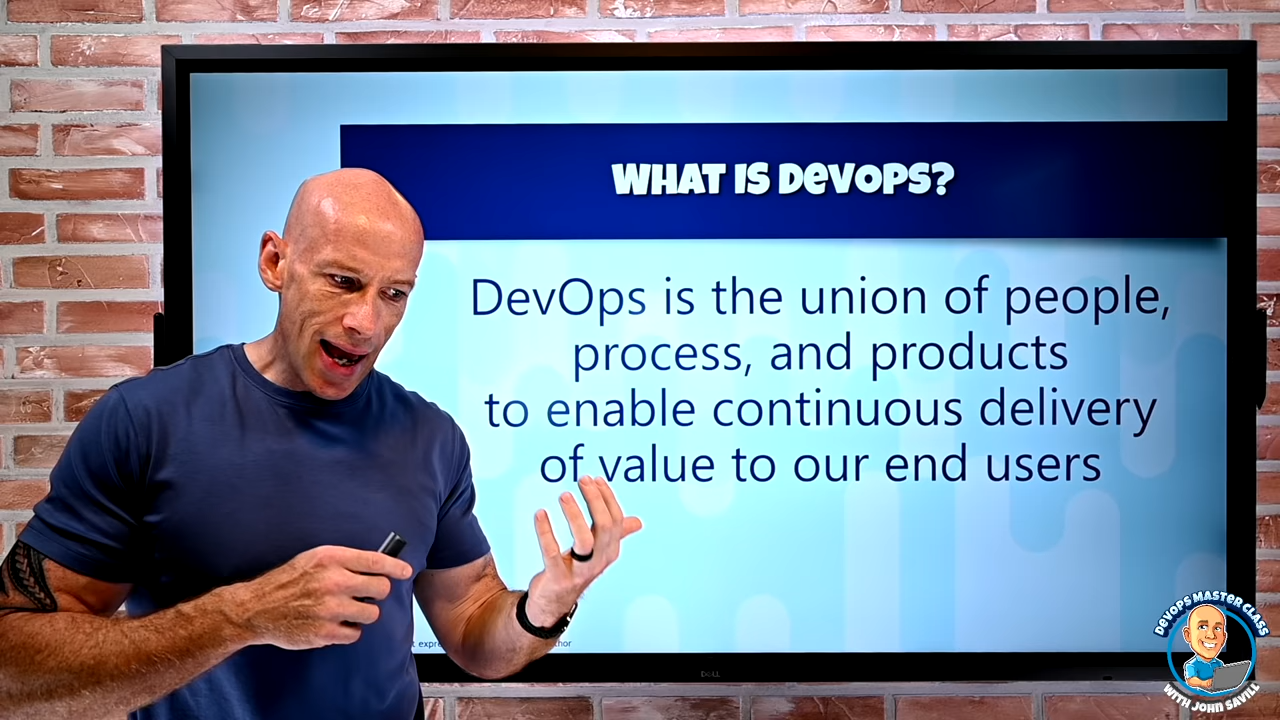 WHAT IS DEVOPS?
DevOps is the union of people,
process, and products
to enable continuous delivery
of value to our end users
DELL
DEVOPS MASTER CLASS
WITH JOHN SAVILL